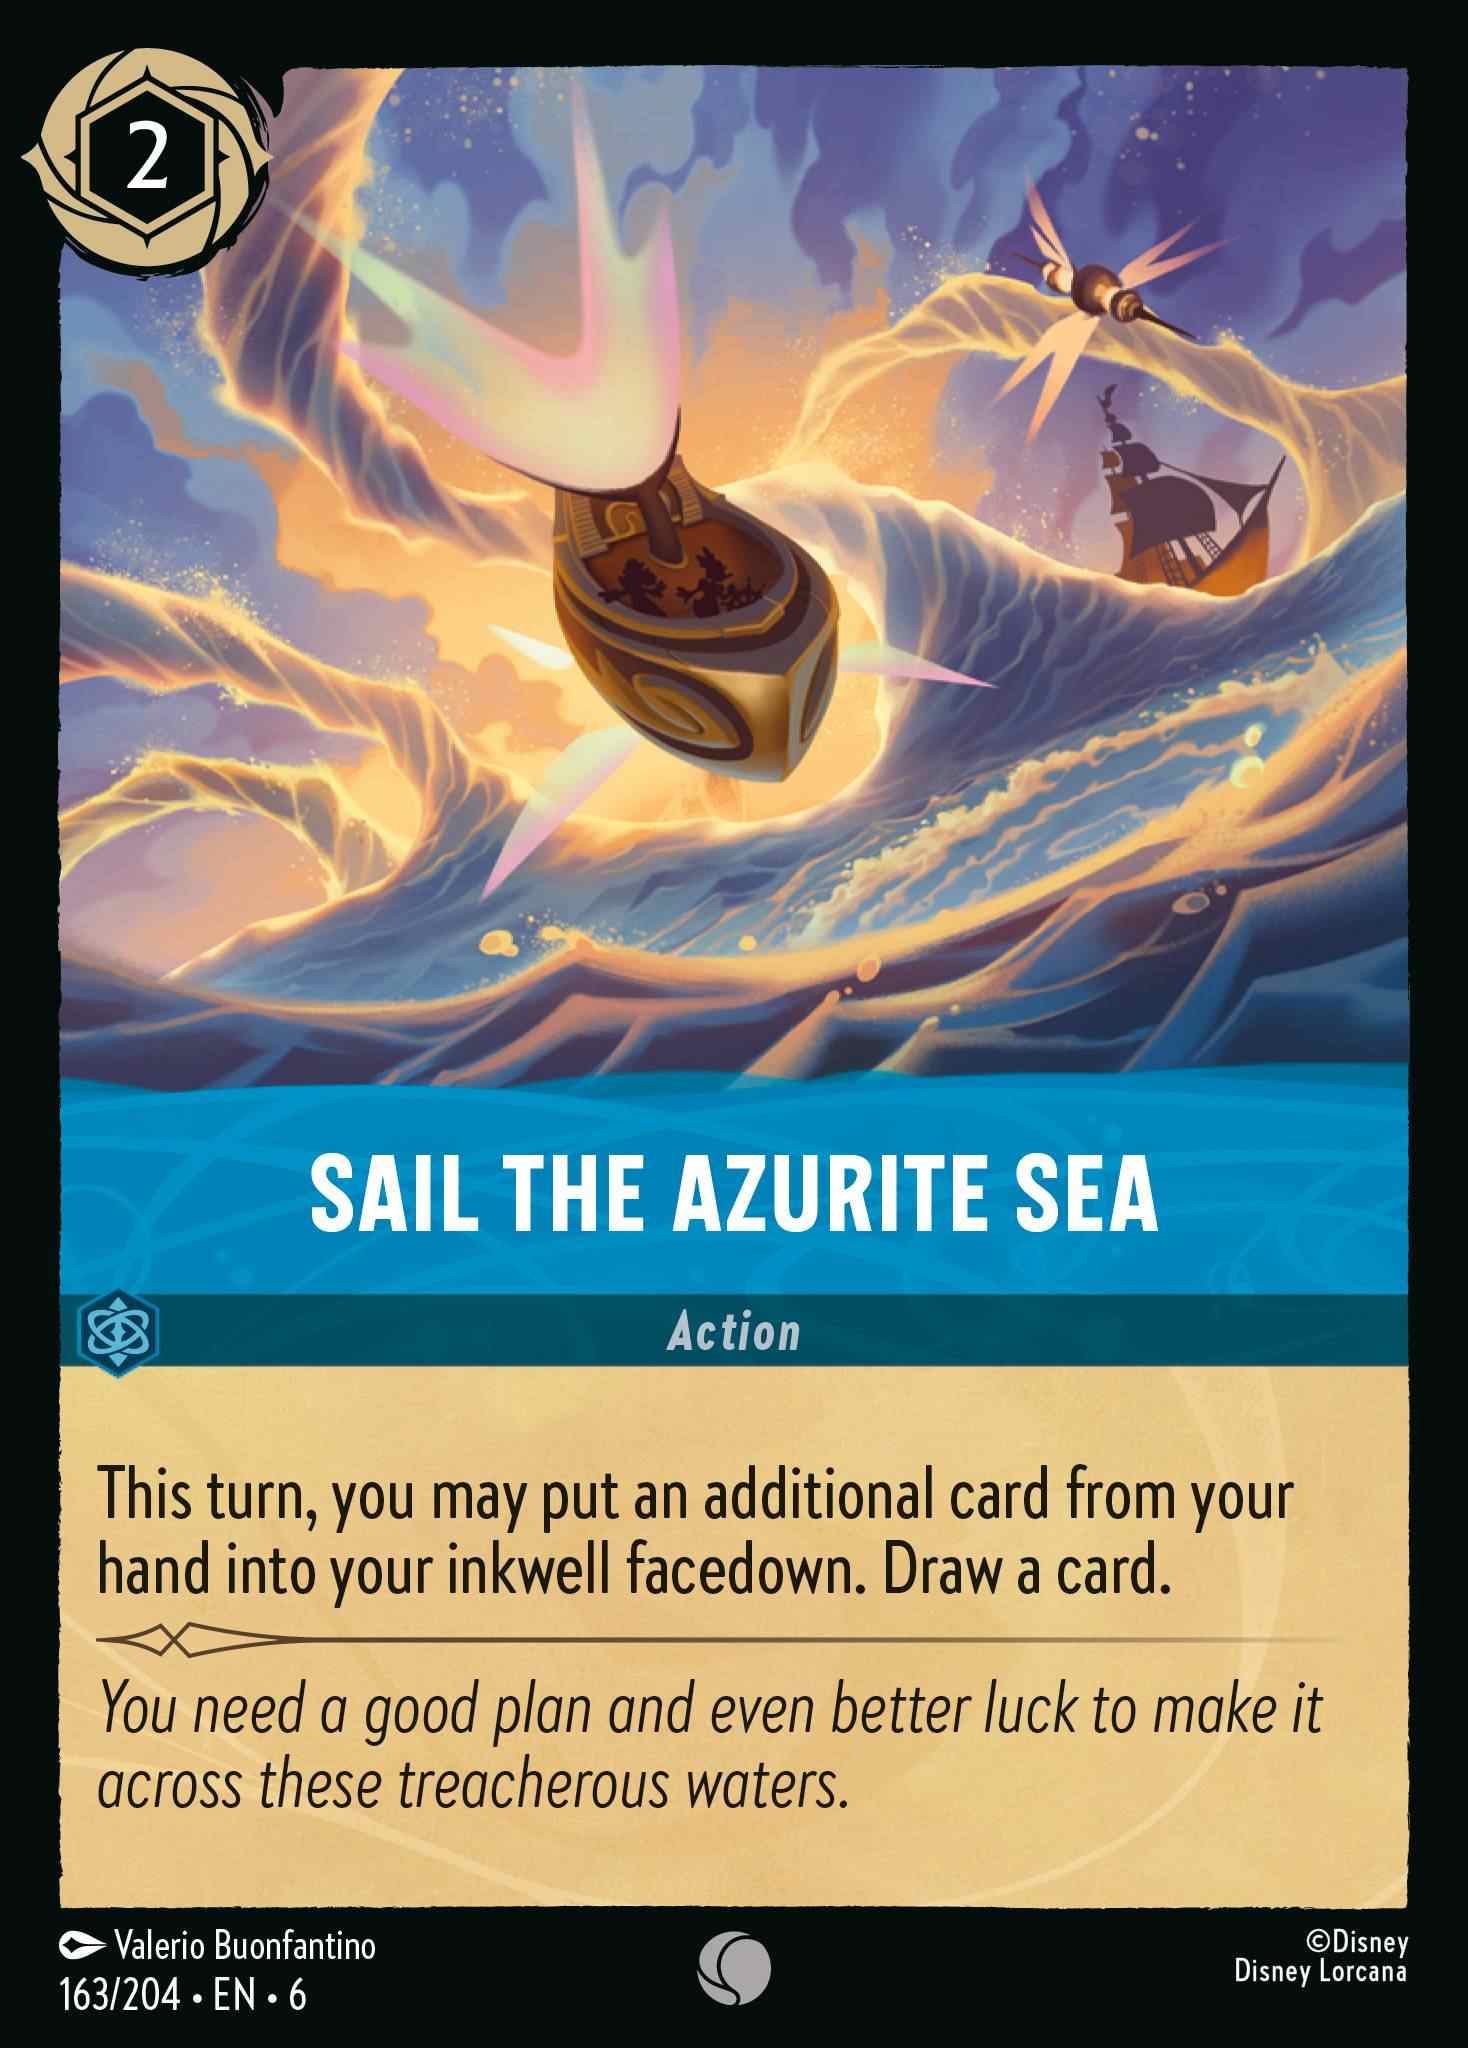 2
SAIL THE AZURITE SEA
Action
This turn, you may put an additional card from your
hand into your inkwell facedown. Draw a card.
You need a good plan and even better luck to make it
across these treacherous waters.
Valerio Buonfantino
163/204 • EN • 6
©Disney
Disney Lorcana